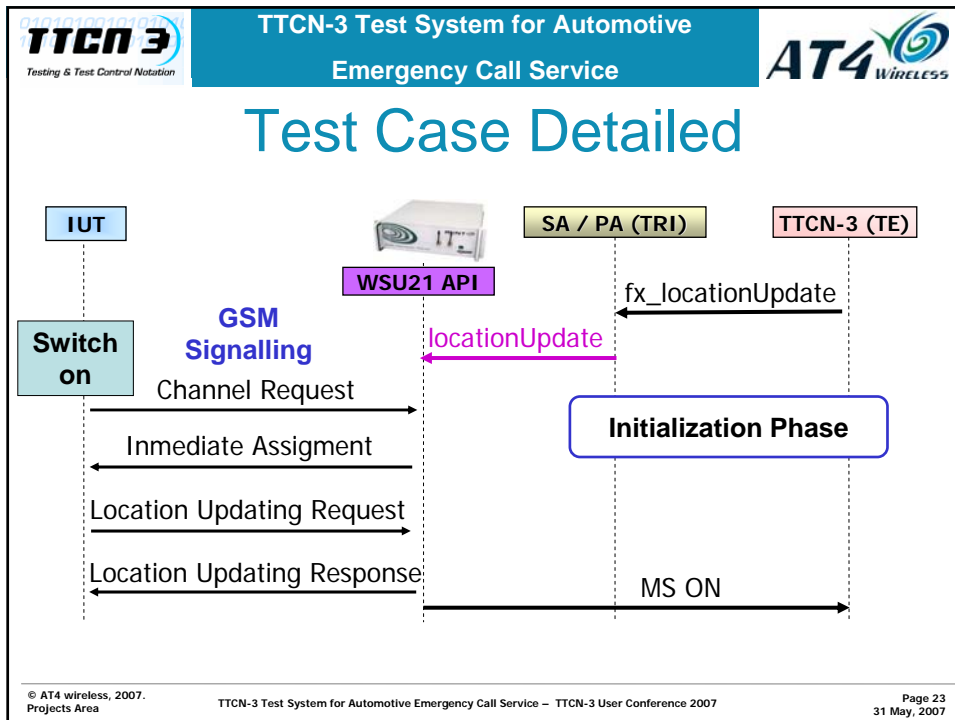 TTCN 3
Testing & Test Control Notation
TTCN-3 Test System for Automotive
Emergency Call Service
AT4 WIRELESS
Test Case Detailed
IUT
SA / PA (TRI)
TTCN-3 (TE)
WSU21 API
fx_locationUpdate
GSM
Signalling
locationUpdate
Switch
on
Channel Request
Initialization Phase
Inmediate Assigment
Location Updating Request
Location Updating Response
MS ON
© AT4 wireless, 2007.
Projects Area
TTCN-3 Test System for Automotive Emergency Call Service – TTCN-3 User Conference 2007
Page 23
31 May, 2007